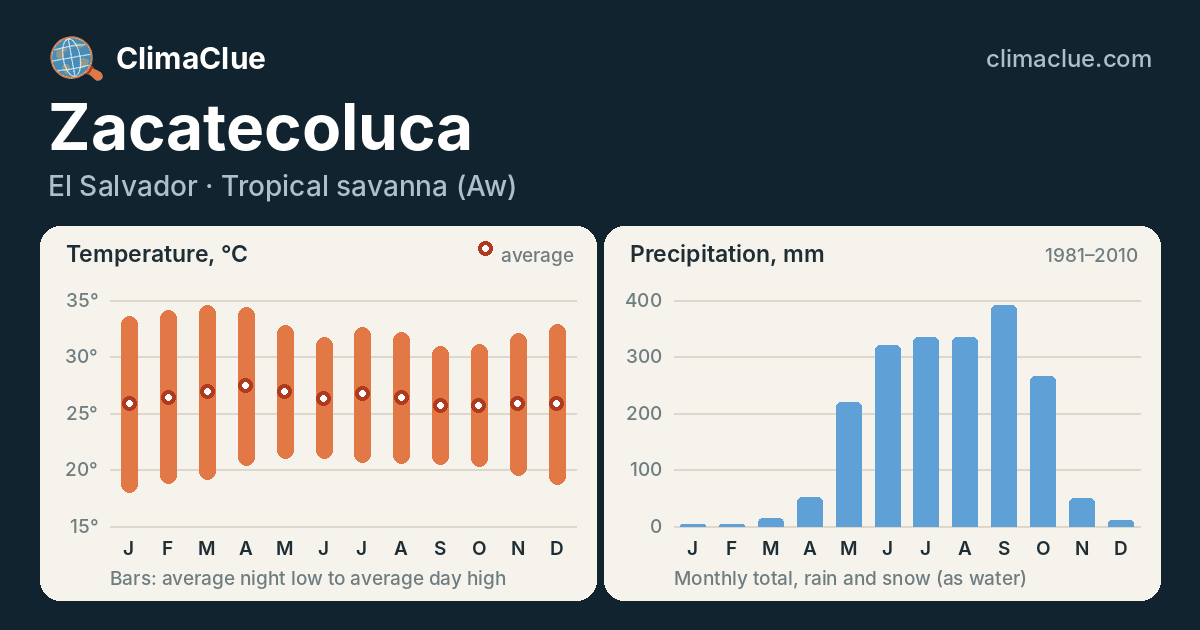 ClimaClue
climaclue.com
Zacatecoluca
El Salvador · Tropical savanna (Aw)
Temperature, °C
average
35°
30°
25°
20°
15°
J F M A M J J A S O N D
Bars: average night low to average day high
Precipitation, mm
1981–2010
400
300
200
100
0
J F M A M J J A S O N D
Monthly total, rain and snow (as water)